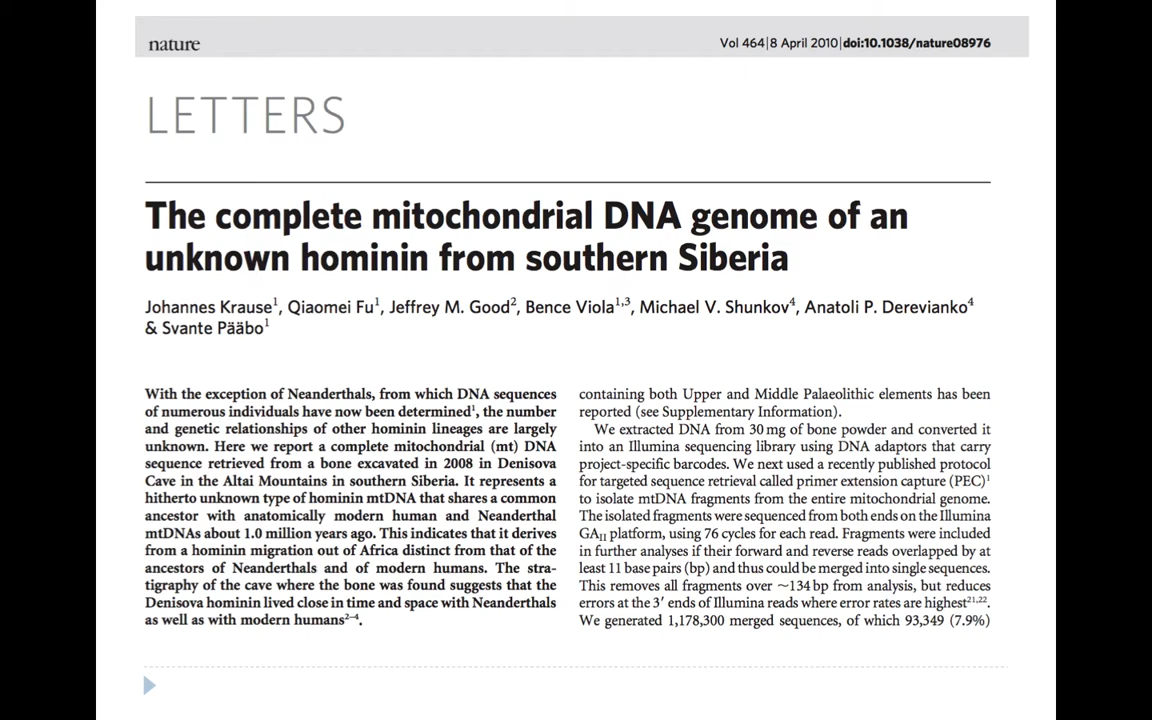 nature
Vol 464|8 April 2010|doi:10.1038/nature08976
LETTERS
The complete mitochondrial DNA genome of an
unknown hominin from southern Siberia
Johannes Krause1, Qiaomei Fu1, Jeffrey M. Good2, Bence Viola1,3, Michael V. Shunkov4, Anatoli P. Derevianko4
& Svante Pääbo1
With the exception of Neanderthals, from which DNA sequences
of numerous individuals have now been determined1, the number
and genetic relationships of other hominin lineages are largely
unknown. Here we report a complete mitochondrial (mt) DNA
sequence retrieved from a bone excavated in 2008 in Denisova
Cave in the Altai Mountains in southern Siberia. It represents a
hitherto unknown type of hominin mtDNA that shares a common
ancestor with anatomically modern human and Neanderthal
mtDNAs about 1.0 million years ago. This indicates that it derives
from a hominin migration out of Africa distinct from that of the
ancestors of Neanderthals and of modern humans. The stra-
tigraphy of the cave where the bone was found suggests that the
Denisova hominin lived close in time and space with Neanderthals
as well as with modern humans2–4.
containing both Upper and Middle Palaeolithic elements has been
reported (see Supplementary Information).
We extracted DNA from 30 mg of bone powder and converted it
into an Illumina sequencing library using DNA adaptors that carry
project-specific barcodes. We next used a recently published protocol
for targeted sequence retrieval called primer extension capture (PEC)1
to isolate mtDNA fragments from the entire mitochondrial genome.
The isolated fragments were sequenced from both ends on the Illumina
GAII platform, using 76 cycles for each read. Fragments were included
in further analyses if their forward and reverse reads overlapped by at
least 11 base pairs (bp) and thus could be merged into single sequences.
This removes all fragments over ~134 bp from analysis, but reduces
errors at the 3′ ends of Illumina reads where error rates are highest21,22.
We generated 1,178,300 merged sequences, of which 93,349 (7.9%)